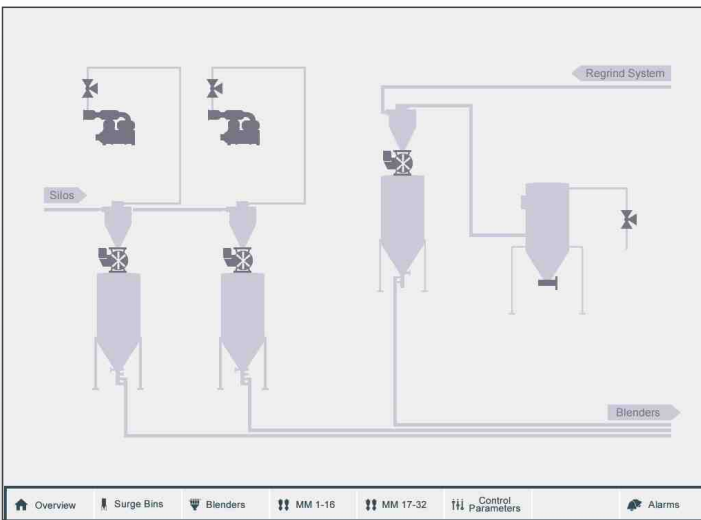 Regrind System
Silos
Blenders
Overview
Surge Bins
Blenders
MM 1-16
MM 17-32
Control
Parameters
Alarms